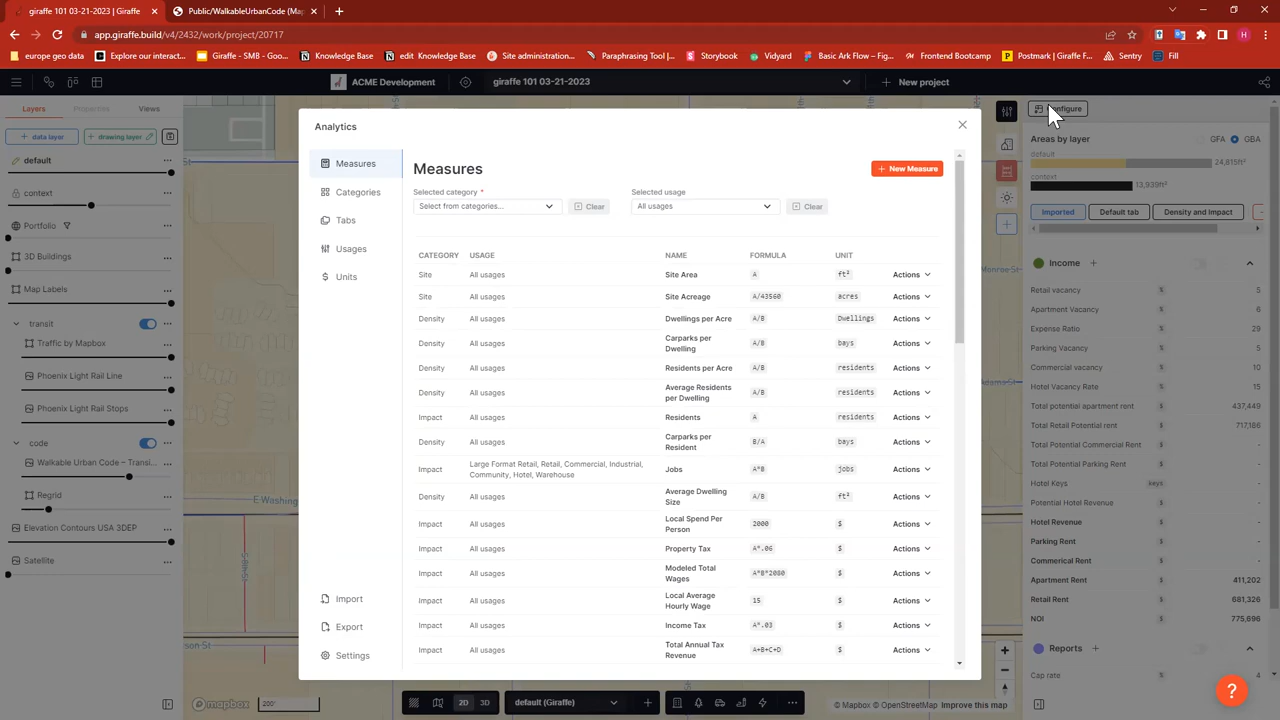 giraffe 101 03-21-2023 | Giraffe
Public/WalkableUrbanCode (Map
app.giraffe.build/v4/2432/work/project/20717
europe geo data
Explore our interact...
Giraffe - SMS
Knowledge Base
edit Knowledge Base
Site administration...
Paraphrasing Tool |...
Storybook
Vidyard
Basic Ark Flow – Fig...
Frontend Bootcamp
Postmark | Giraffe F...
Sentry
Fill
H
ACME Development
giraffe 101 03-21-2023
New project
Layers
Properties
Views
+ data layer
+ drawing layer
default
context
Portfolio
3D Buildings
Map Labels
transit
Traffic by Mapbox
Phoenix Light Rail Line
Phoenix Light Rail Stops
code
Walkable Urban Code – Transi...
Regrid
Elevation Contours USA 3DEP
Satellite
Analytics
Measures
Categories
Tabs
Usages
Units
Import
Export
Settings
Measures
+ New Measure
Selected category *
Select from categories...
Clear
Selected usage
All usages
Clear
CATEGORY USAGE NAME FORMULA UNIT
Site All usages Site Area A ft² Actions
Site All usages Site Acreage A/43560 acres Actions
Density All usages Dwellings per Acre A/B Dwellings Actions
Density All usages Carparks per Dwelling A/B bays Actions
Density All usages Residents per Acre A/B residents Actions
Density All usages Average Residents per Dwelling A/B residents Actions
Impact All usages Residents A residents Actions
Density All usages Carparks per Resident B/A bays Actions
Impact Large Format Retail, Retail, Commercial, Industrial, Community, Hotel, Warehouse Jobs A*B jobs Actions
Density All usages Average Dwelling Size A/B ft² Actions
Impact All usages Local Spend Per Person 2000 $ Actions
Impact All usages Property Tax A*.06 $ Actions
Impact All usages Modeled Total Wages A*B*2080 $ Actions
Impact All usages Local Average Hourly Wage 15 $ Actions
Impact All usages Income Tax A*.03 $ Actions
Impact All usages Total Annual Tax Revenue A+B+C+D $ Actions
Configure
Areas by layer
GFA
GBA
default
24,815ft²
context
13,939ft²
Imported
Default tab
Density and Impact
Income +
Retail vacancy % 5
Apartment Vacancy % 6
Expense Ratio % 29
Parking Vacancy % 5
Commercial vacancy % 10
Hotel Vacancy Rate % 15
Total potential apartment rent $ 437,449
Total Retail Potential rent $ 717,186
Total Potential Commercial Rent $ -
Total Potential Parking Rent $ -
Hotel Keys keys -
Potential Hotel Revenue $ -
Hotel Revenue $ -
Parking Rent $ -
Commerical Rent $ -
Apartment Rent $ 411,202
Retail Rent $ 681,326
NOI $ 775,696
Reports +
Cap rate % 4
E Washing
son St
Monroe St
Adams St
mapbox
200'
2D
3D
default (Giraffe)
© Mapbox © OpenStreetMap Improve this map
?